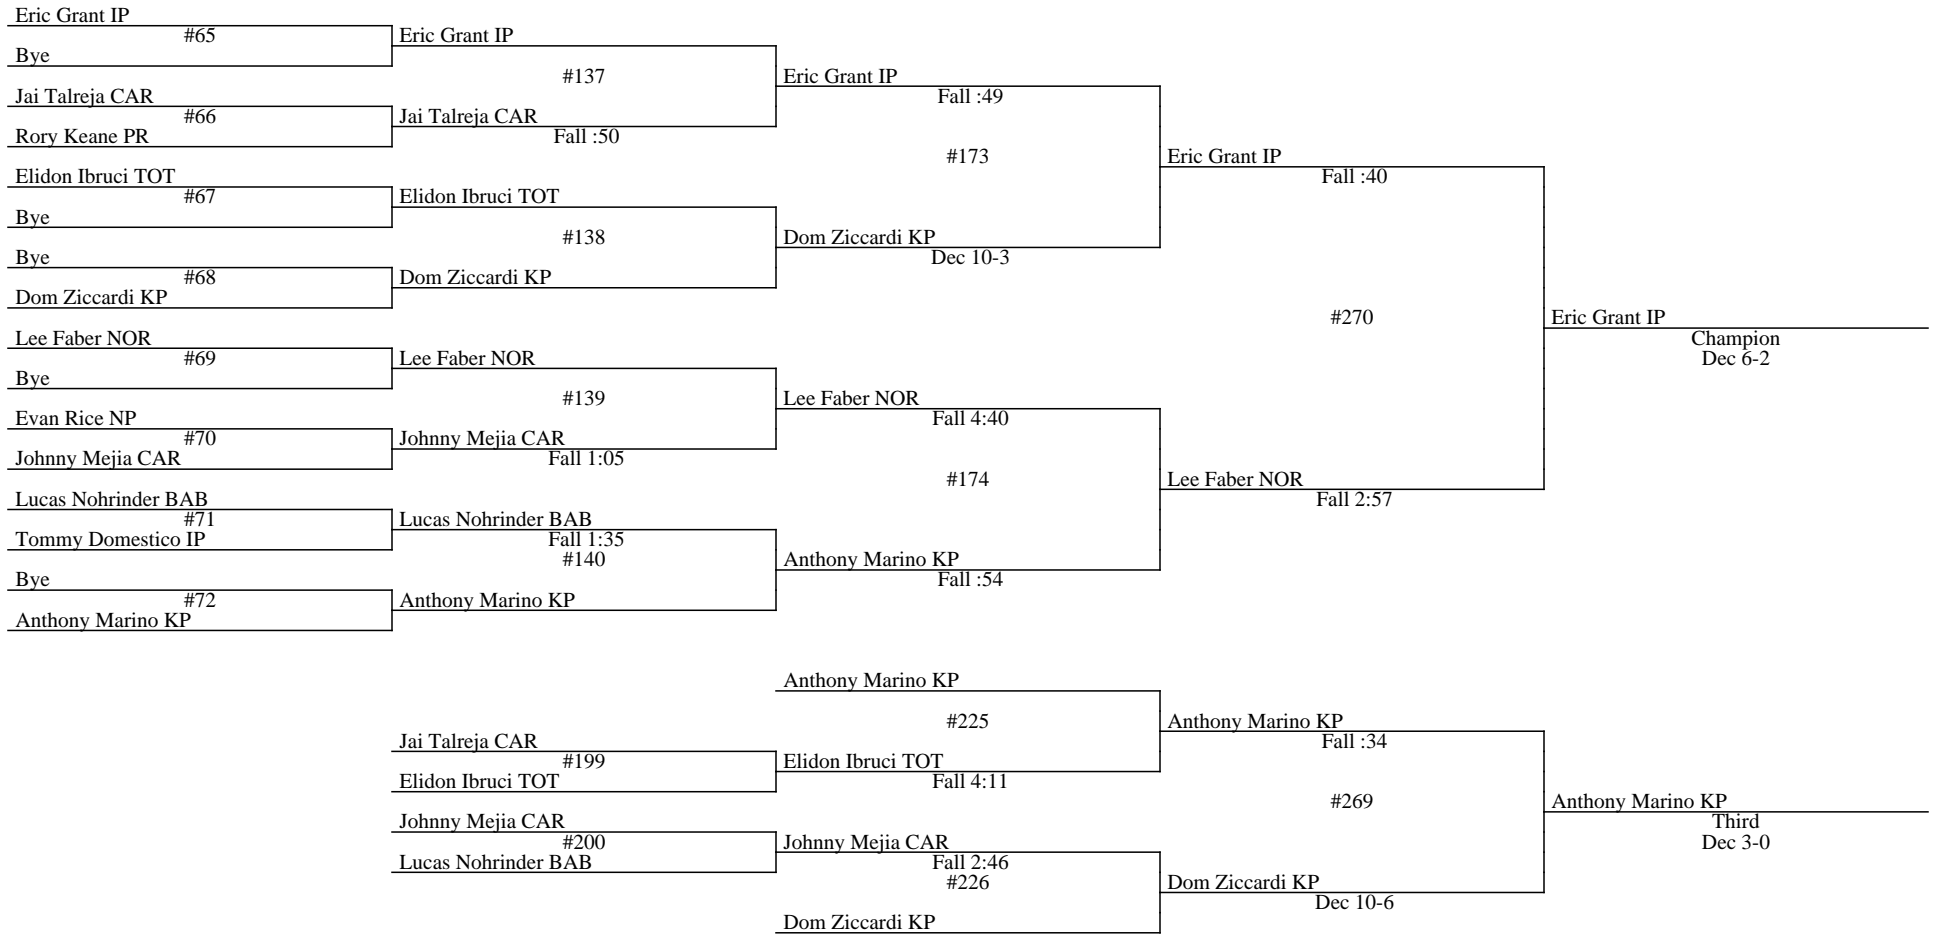 Eric Grant IP
#65
Bye
Eric Grant IP
#137
Jai Talreja CAR
#66
Rory Keane PR
Jai Talreja CAR
Fall :50
Eric Grant IP
Fall :49
#173
Elidon Ibruci TOT
#67
Bye
Elidon Ibruci TOT
#138
Bye
#68
Dom Ziccardi KP
Dom Ziccardi KP
Dom Ziccardi KP
Dec 10-3
Eric Grant IP
Fall :40
#270
Lee Faber NOR
#69
Bye
Lee Faber NOR
#139
Evan Rice NP
#70
Johnny Mejia CAR
Johnny Mejia CAR
Fall 1:05
Lee Faber NOR
Fall 4:40
#174
Lucas Nohrinder BAB
#71
Tommy Domestico IP
Lucas Nohrinder BAB
Fall 1:35
#140
Bye
#72
Anthony Marino KP
Anthony Marino KP
Anthony Marino KP
Fall :54
Lee Faber NOR
Fall 2:57
Eric Grant IP
Champion
Dec 6-2
Anthony Marino KP
#225
Jai Talreja CAR
#199
Elidon Ibruci TOT
Elidon Ibruci TOT
Fall 4:11
Anthony Marino KP
Fall :34
#269
Johnny Mejia CAR
#200
Lucas Nohrinder BAB
Johnny Mejia CAR
Fall 2:46
#226
Dom Ziccardi KP
Dom Ziccardi KP
Dec 10-6
Anthony Marino KP
Third
Dec 3-0